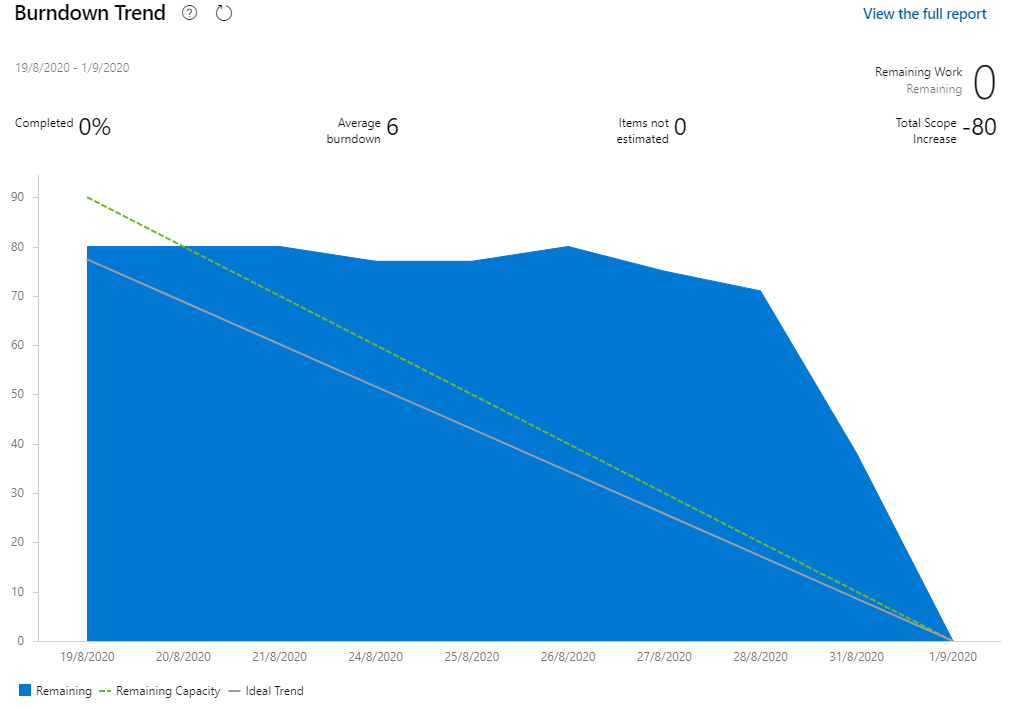 Burndown Trend
View the full report
19/8/2020 - 1/9/2020
Remaining Work
Remaining
0
Completed 0%
Average
burndown
6
Items not
estimated
0
Total Scope
Increase
-80
90
80
70
60
50
40
30
20
10
0
19/8/2020 20/8/2020 21/8/2020 24/8/2020 25/8/2020 26/8/2020 27/8/2020 28/8/2020 31/8/2020 1/9/2020
Remaining Remaining Capacity Ideal Trend